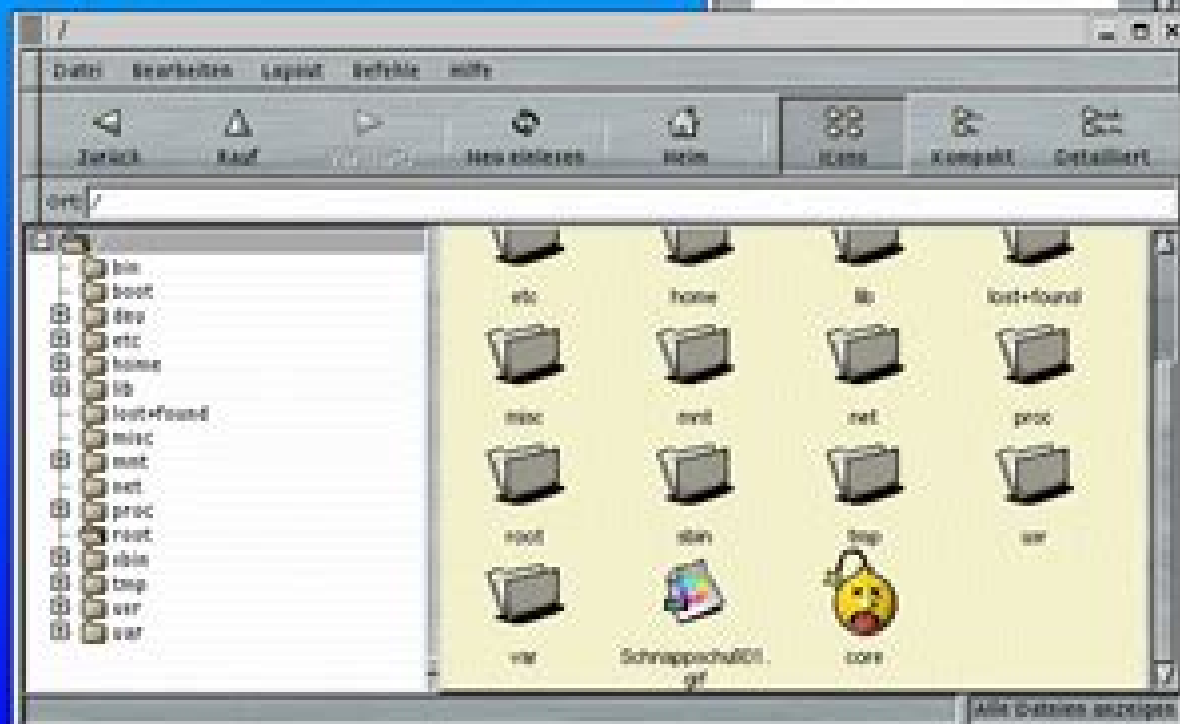 /
Datei Bearbeiten Layout Befehle Hilfe
Zurück Rauf Neu einlesen Heim Icons Kompakt Detailliert
Ort: /
bin
boot
dev
etc
home
lib
lost+found
misc
mnt
net
proc
root
sbin
tmp
usr
var
etc home lib lost+found
misc mnt net proc
root sbin tmp usr
var Schnappschuß01. core
gif
Alle Dateien anzeigen